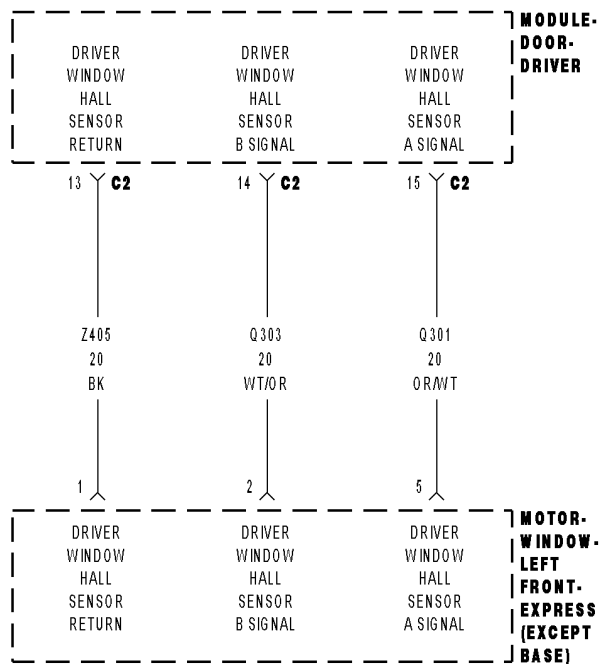 MODULE-
DOOR-
DRIVER
DRIVER
WINDOW
HALL
SENSOR
RETURN
DRIVER
WINDOW
HALL
SENSOR
B SIGNAL
DRIVER
WINDOW
HALL
SENSOR
A SIGNAL
13 C2
14 C2
15 C2
Z405
20
BK
Q303
20
WT/OR
Q301
20
OR/WT
1
2
5
DRIVER
WINDOW
HALL
SENSOR
RETURN
DRIVER
WINDOW
HALL
SENSOR
B SIGNAL
DRIVER
WINDOW
HALL
SENSOR
A SIGNAL
MOTOR-
WINDOW-
LEFT
FRONT-
EXPRESS
(EXCEPT
BASE)